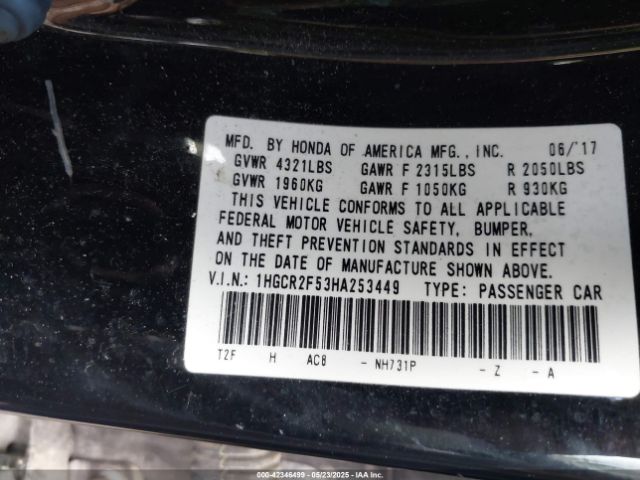 MFD. BY HONDA OF AMERICA MFG., INC. 06/'17
GVWR 4321LBS GAWR F 2315LBS R 2050LBS
GVWR 1960KG GAWR F 1050KG R 930KG
THIS VEHICLE CONFORMS TO ALL APPLICABLE
FEDERAL MOTOR VEHICLE SAFETY, BUMPER,
AND THEFT PREVENTION STANDARDS IN EFFECT
ON THE DATE OF MANUFACTURE SHOWN ABOVE.
V.I.N.: 1HGCR2F53HA253449 TYPE: PASSENGER CAR
T2F H AC8 - NH731P - Z - A
000-42346499 - 05/23/2025 - IAAI.COM